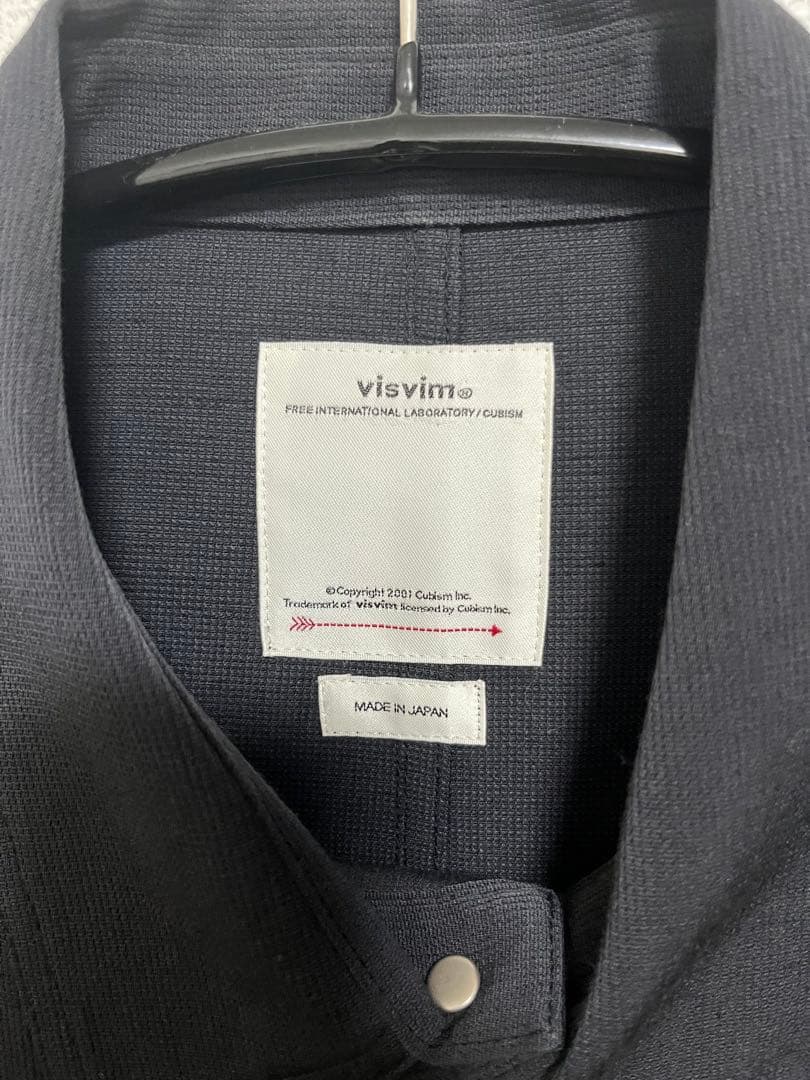 visvim®
FREE INTERNATIONAL LABORATORY/CUBISM
©Copyright 2001 Cubism Inc.
Trademark of visvim licensed by Cubism Inc.
MADE IN JAPAN